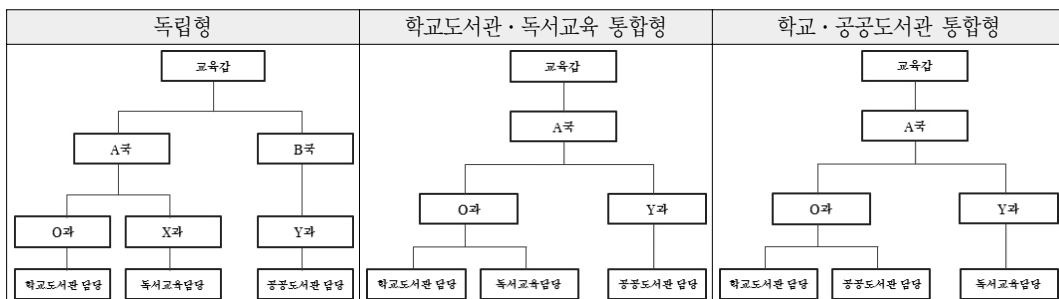 독립형 학교도서관·독서교육 통합형 학교·공공도서관 통합형
교육감 교육감 교육감
A국 A국
A국 B국
O과 Y과 O과 Y과
O과 X과 Y과
학교도서관 담당 독서교육담당 공공도서관 담당 학교도서관 담당 독서교육 담당 공공도서관 담당 학교도서관 담당 공공도서관 담당 독서교육 담당